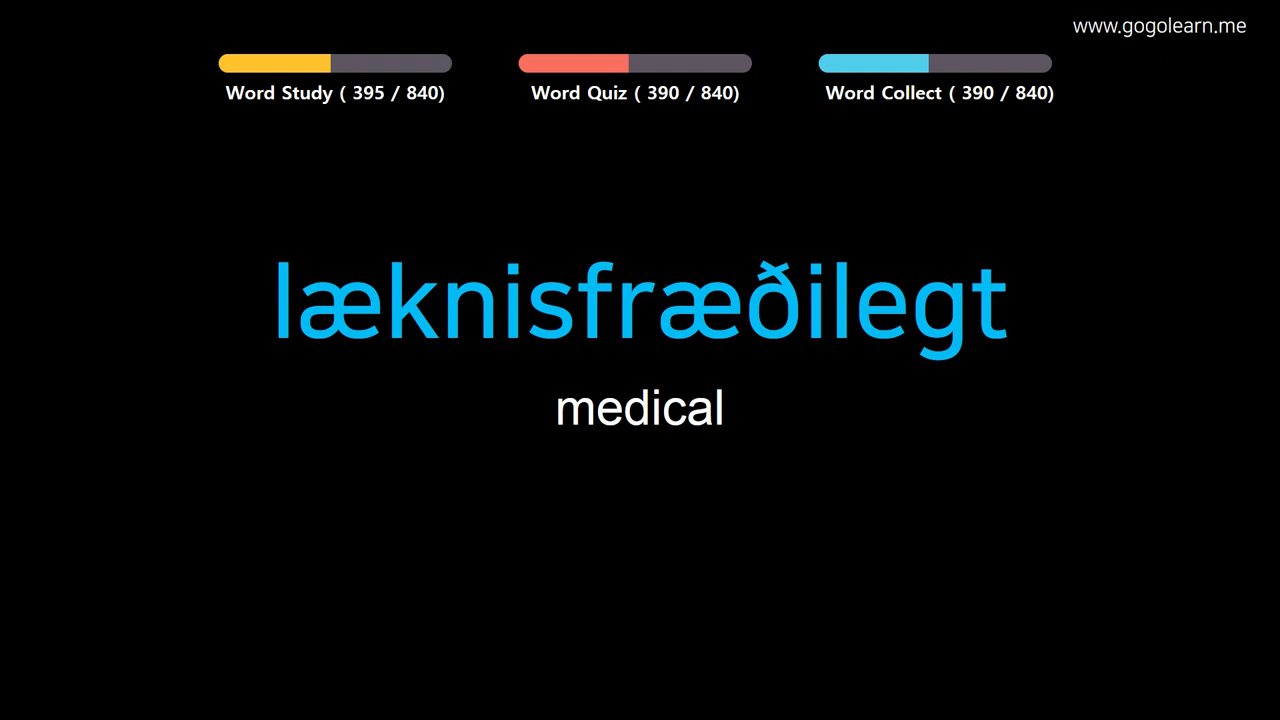 www.gogolearn.me
Word Study ( 395 / 840)
Word Quiz ( 390 / 840)
Word Collect ( 390 / 840)
læknisfræðilegt
medical